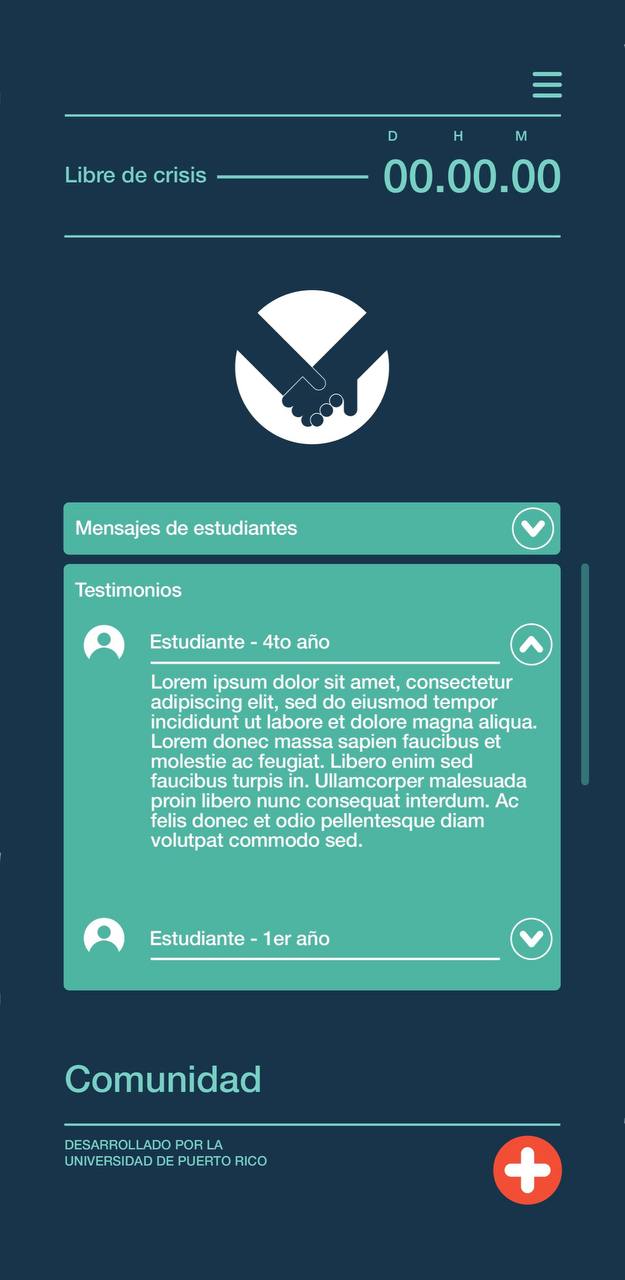 D H M
Libre de crisis 00.00.00
Mensajes de estudiantes
Testimonios
Estudiante - 4to año
Lorem ipsum dolor sit amet, consectetur
adipiscing elit, sed do eiusmod tempor
incididunt ut labore et dolore magna aliqua.
Lorem donec massa sapien faucibus et
molestie ac feugiat. Libero enim sed
faucibus turpis in. Ullamcorper malesuada
proin libero nunc consequat interdum. Ac
felis donec et odio pellentesque diam
volutpat commodo sed.
Estudiante - 1er año
Comunidad
DESARROLLADO POR LA
UNIVERSIDAD DE PUERTO RICO